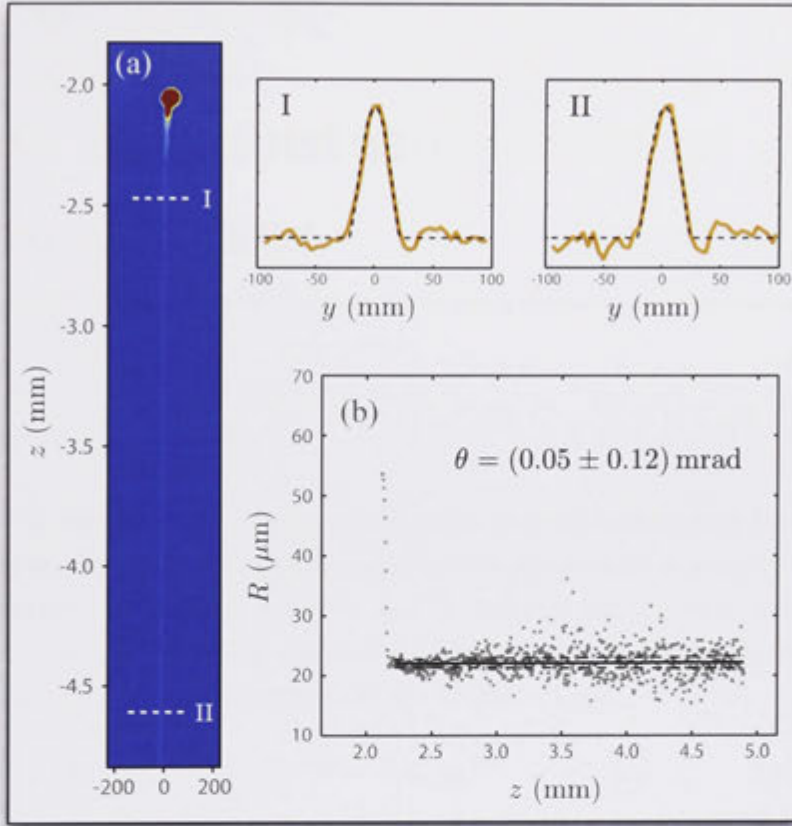 (a)
-2.0
-2.5
-3.0
-3.5
-4.0
-4.5
z (mm)
-200 0 200
I
II
I
-100 -50 0 50 100
y (mm)
II
-100 -50 0 50 100
y (mm)
(b)
θ = (0.05 ± 0.12) mrad
70
60
50
40
30
20
10
R (μm)
2.0 2.5 3.0 3.5 4.0 4.5 5.0
z (mm)